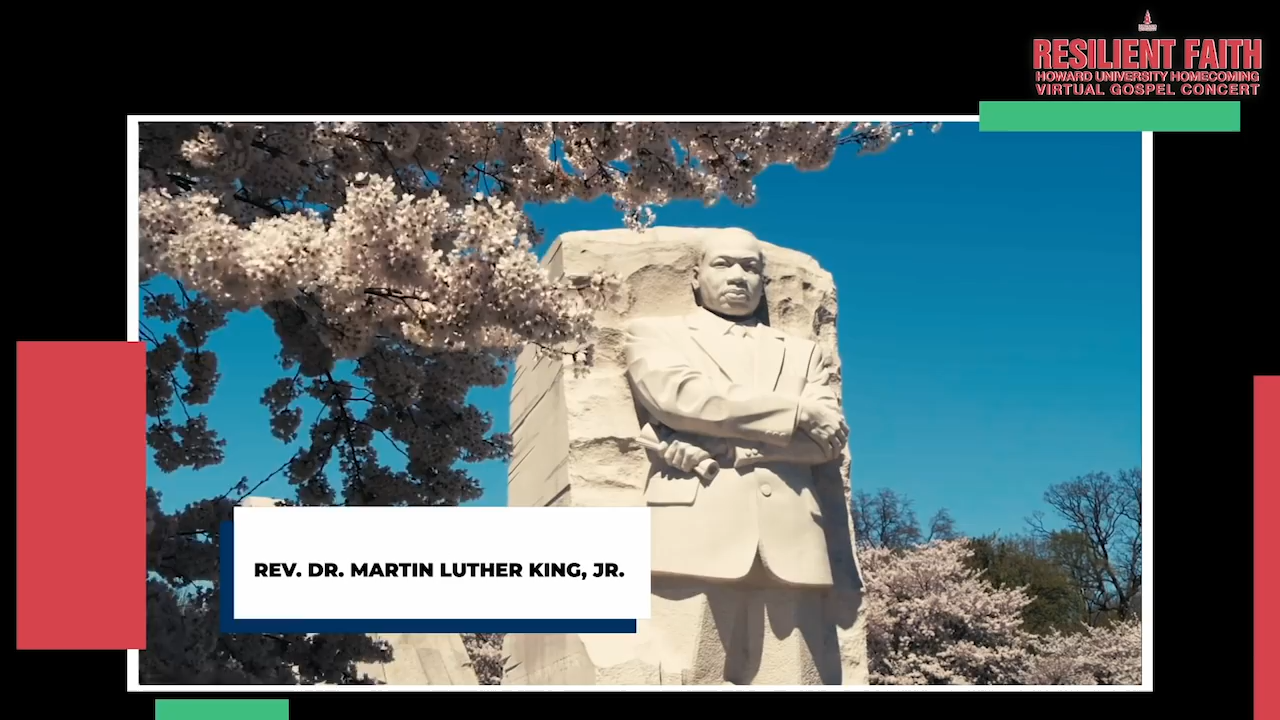 RESILIENT FAITH
HOWARD UNIVERSITY HOMECOMING
VIRTUAL GOSPEL CONCERT
REV. DR. MARTIN LUTHER KING, JR.